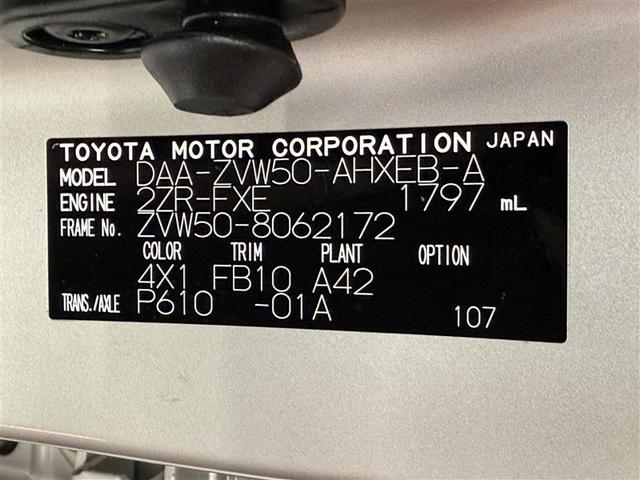 TOYOTA MOTOR CORPORATION JAPAN
MODEL DAA-ZVW50-AHXEB-A
ENGINE 2ZR-FXE 1797 mL
FRAME No. ZVW50-8062172
COLOR TRIM PLANT OPTION
4X1 FB10 A42
TRANS./AXLE P610 -01A
107